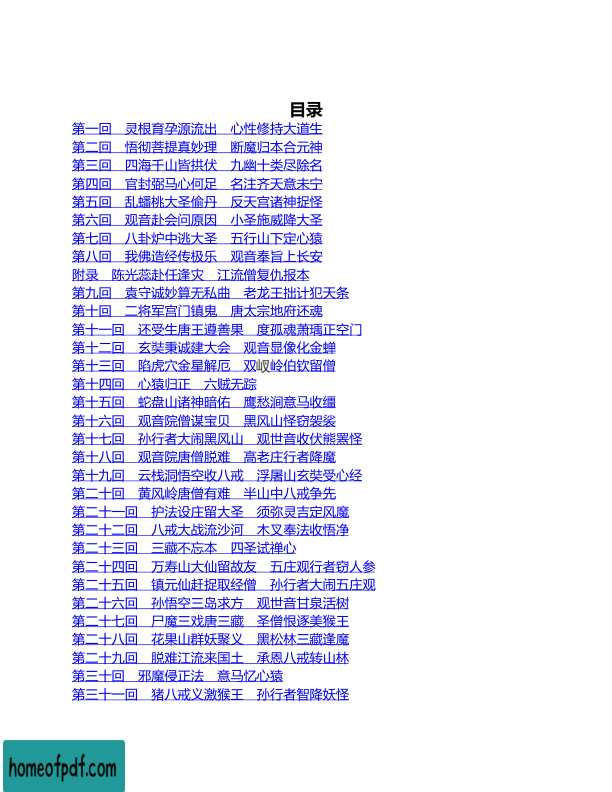 目录
第一回　灵根育孕源流出　心性修持大道生
第二回　悟彻菩提真妙理　断魔归本合元神
第三回　四海千山皆拱伏　九幽十类尽除名
第四回　官封弼马心何足　名注齐天意未宁
第五回　乱蟠桃大圣偷丹　反天宫诸神捉怪
第六回　观音赴会问原因　小圣施威降大圣
第七回　八卦炉中逃大圣　五行山下定心猿
第八回　我佛造经传极乐　观音奉旨上长安
附录　陈光蕊赴任逢灾　江流僧复仇报本
第九回　袁守诚妙算无私曲　老龙王拙计犯天条
第十回　二将军宫门镇鬼　唐太宗地府还魂
第十一回　还受生唐王遵善果　度孤魂萧瑀正空门
第十二回　玄奘秉诚建大会　观音显像化金蝉
第十三回　陷虎穴金星解厄　双叉岭伯钦留僧
第十四回　心猿归正　六贼无踪
第十五回　蛇盘山诸神暗佑　鹰愁涧意马收缰
第十六回　观音院僧谋宝贝　黑风山怪窃袈裟
第十七回　孙行者大闹黑风山　观世音收伏熊罴怪
第十八回　观音院唐僧脱难　高老庄行者降魔
第十九回　云栈洞悟空收八戒　浮屠山玄奘受心经
第二十回　黄风岭唐僧有难　半山中八戒争先
第二十一回　护法设庄留大圣　须弥灵吉定风魔
第二十二回　八戒大战流沙河　木叉奉法收悟净
第二十三回　三藏不忘本　四圣试禅心
第二十四回　万寿山大仙留故友　五庄观行者窃人参
第二十五回　镇元仙赶捉取经僧　孙行者大闹五庄观
第二十六回　孙悟空三岛求方　观世音甘泉活树
第二十七回　尸魔三戏唐三藏　圣僧恨逐美猴王
第二十八回　花果山群妖聚义　黑松林三藏逢魔
第二十九回　脱难江流来国土　承恩八戒转山林
第三十回　邪魔侵正法　意马忆心猿
第三十一回　猪八戒义激猴王　孙行者智降妖怪
homeofpdf.com